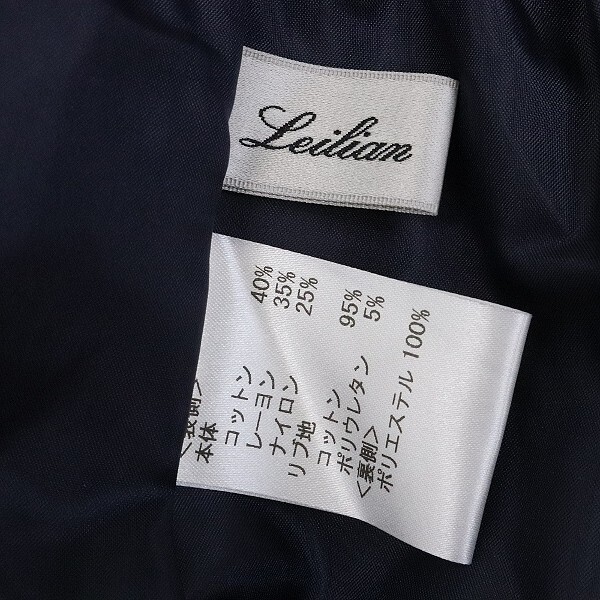 Leilian
<表側>
本体
コットン 40%
レーヨン 35%
ナイロン 25%
リブ地
コットン 95%
ポリウレタン 5%
<裏側>
ポリエステル 100%